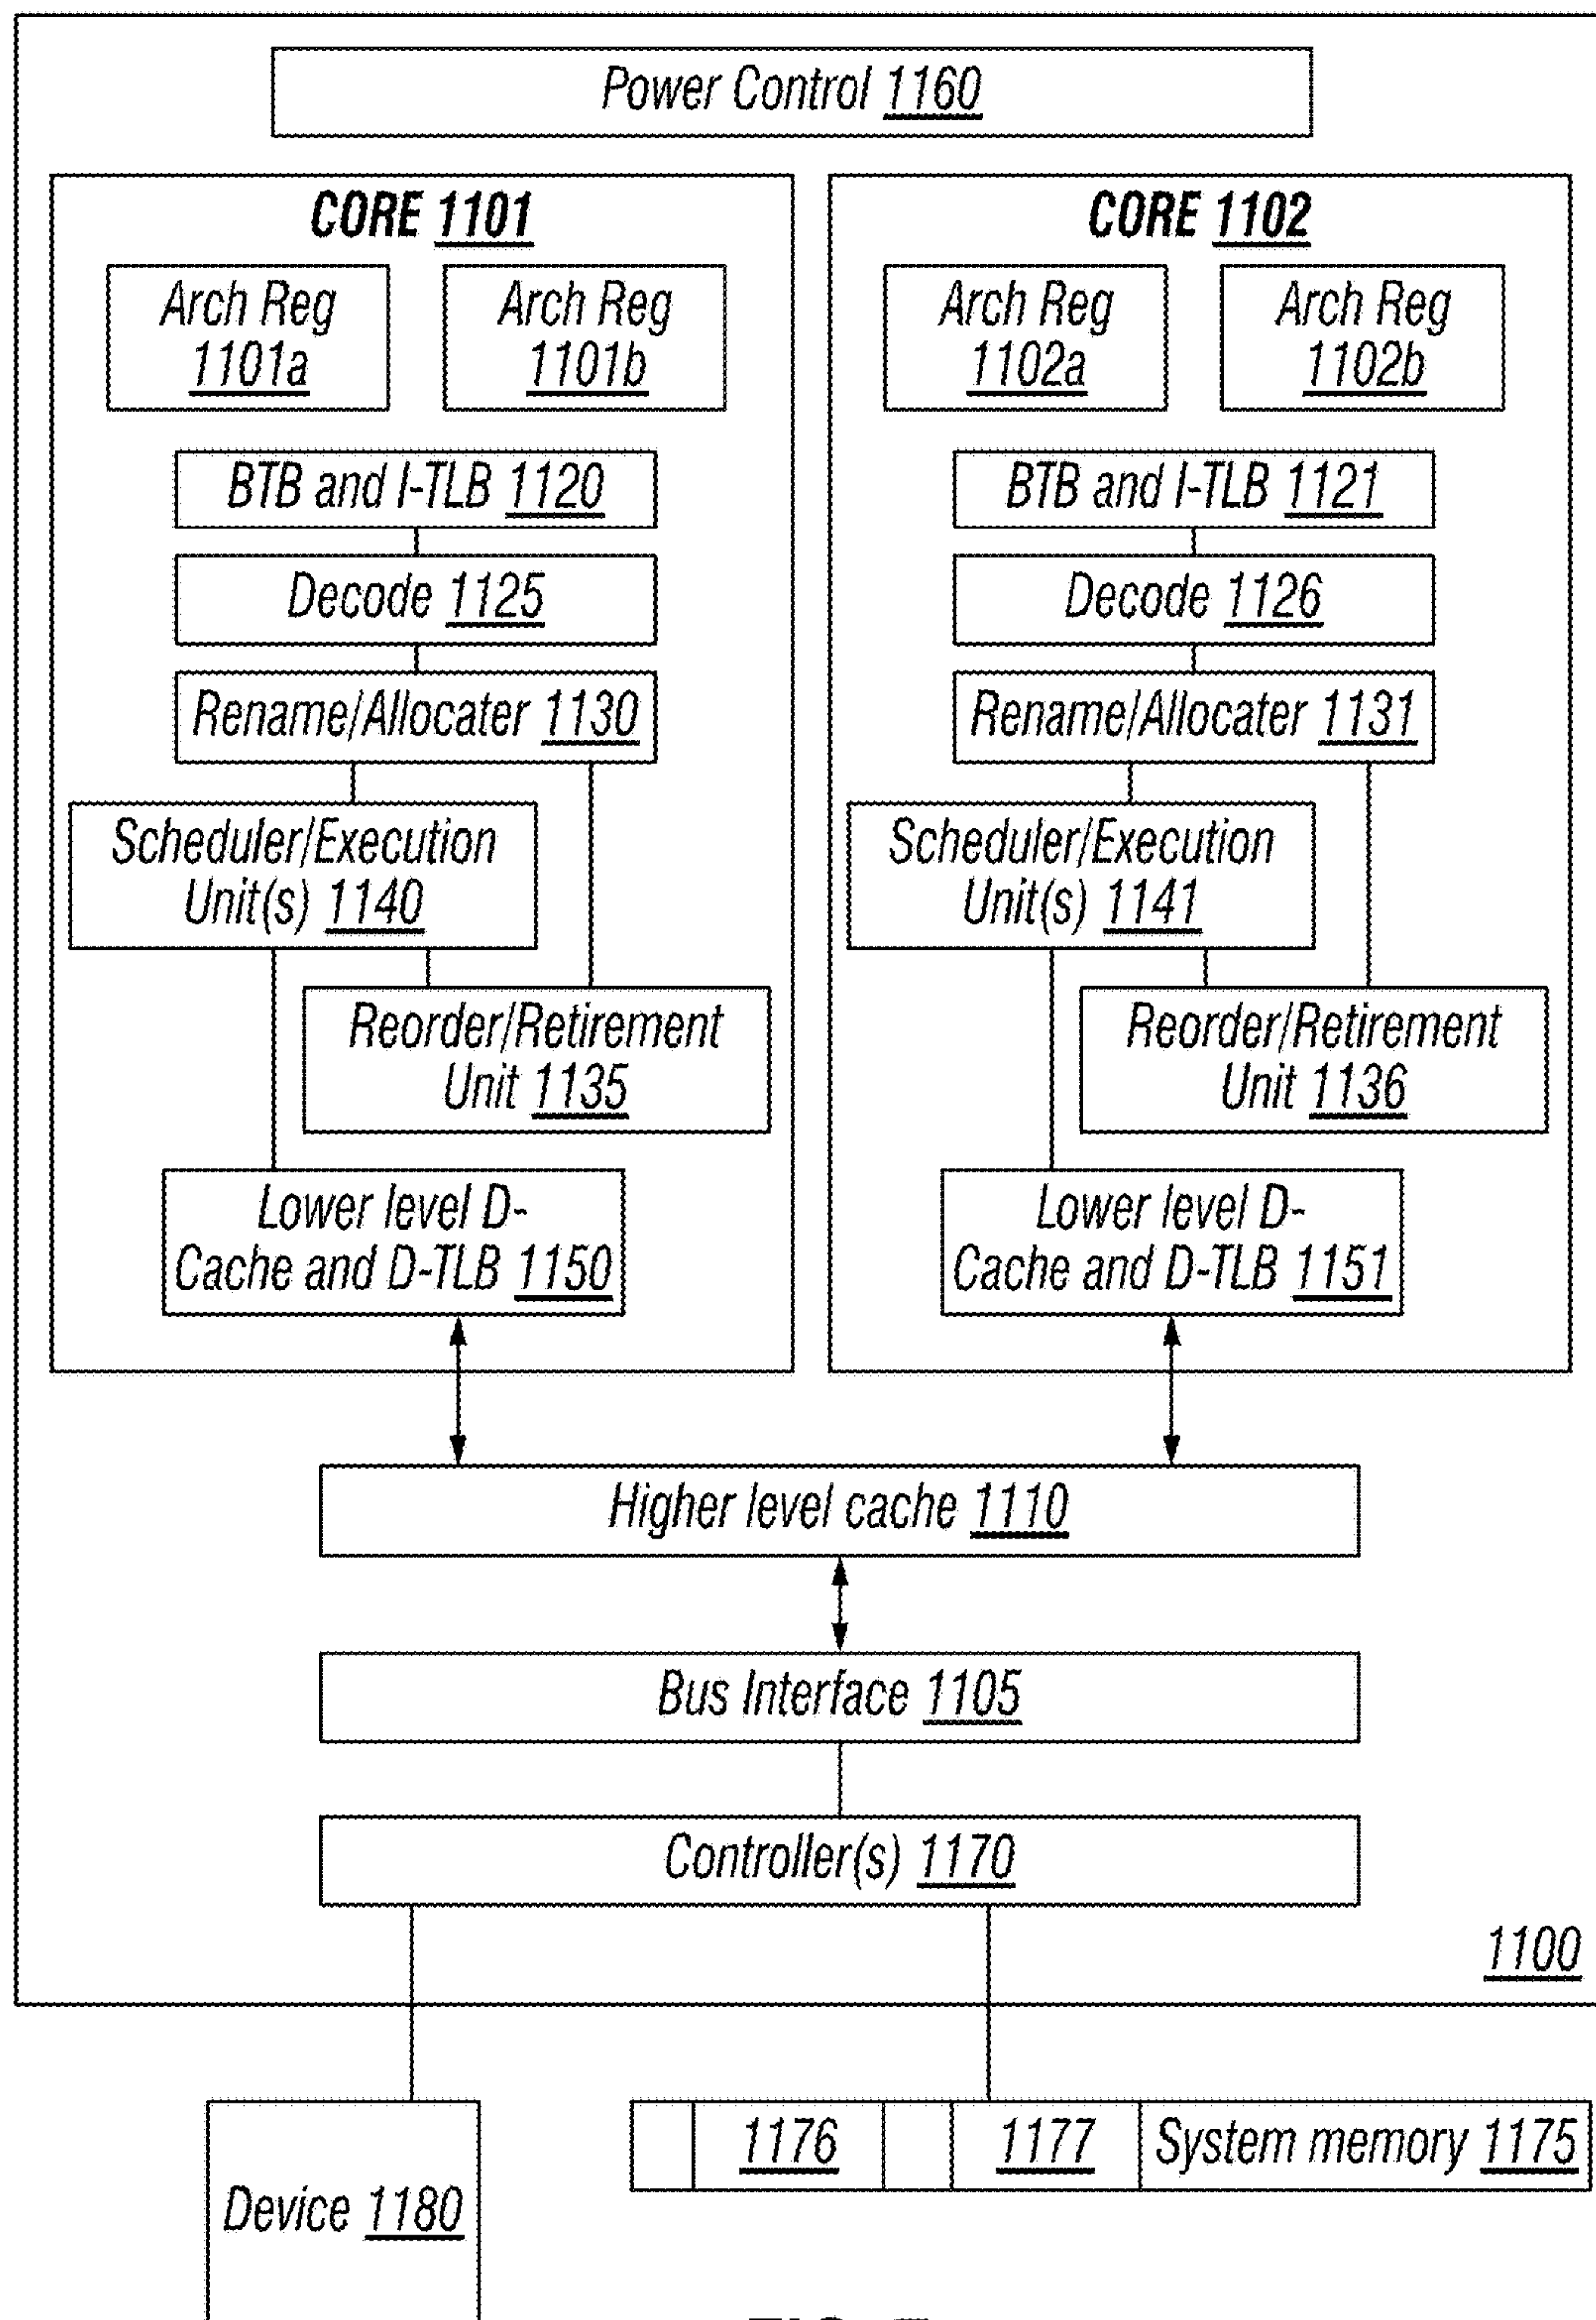 Power Control 1160
CORE 1101
Arch Reg
1101a
Arch Reg
1101b
BTB and I-TLB 1120
Decode 1125
Rename/Allocater 1130
Scheduler/Execution
Unit(s) 1140
Reorder/Retirement
Unit 1135
Lower level D-
Cache and D-TLB 1150
CORE 1102
Arch Reg
1102a
Arch Reg
1102b
BTB and I-TLB 1121
Decode 1126
Rename/Allocater 1131
Scheduler/Execution
Unit(s) 1141
Reorder/Retirement
Unit 1136
Lower level D-
Cache and D-TLB 1151
Higher level cache 1110
Bus Interface 1105
Controller(s) 1170
1100
1176
1177
System memory 1175
Device 1180